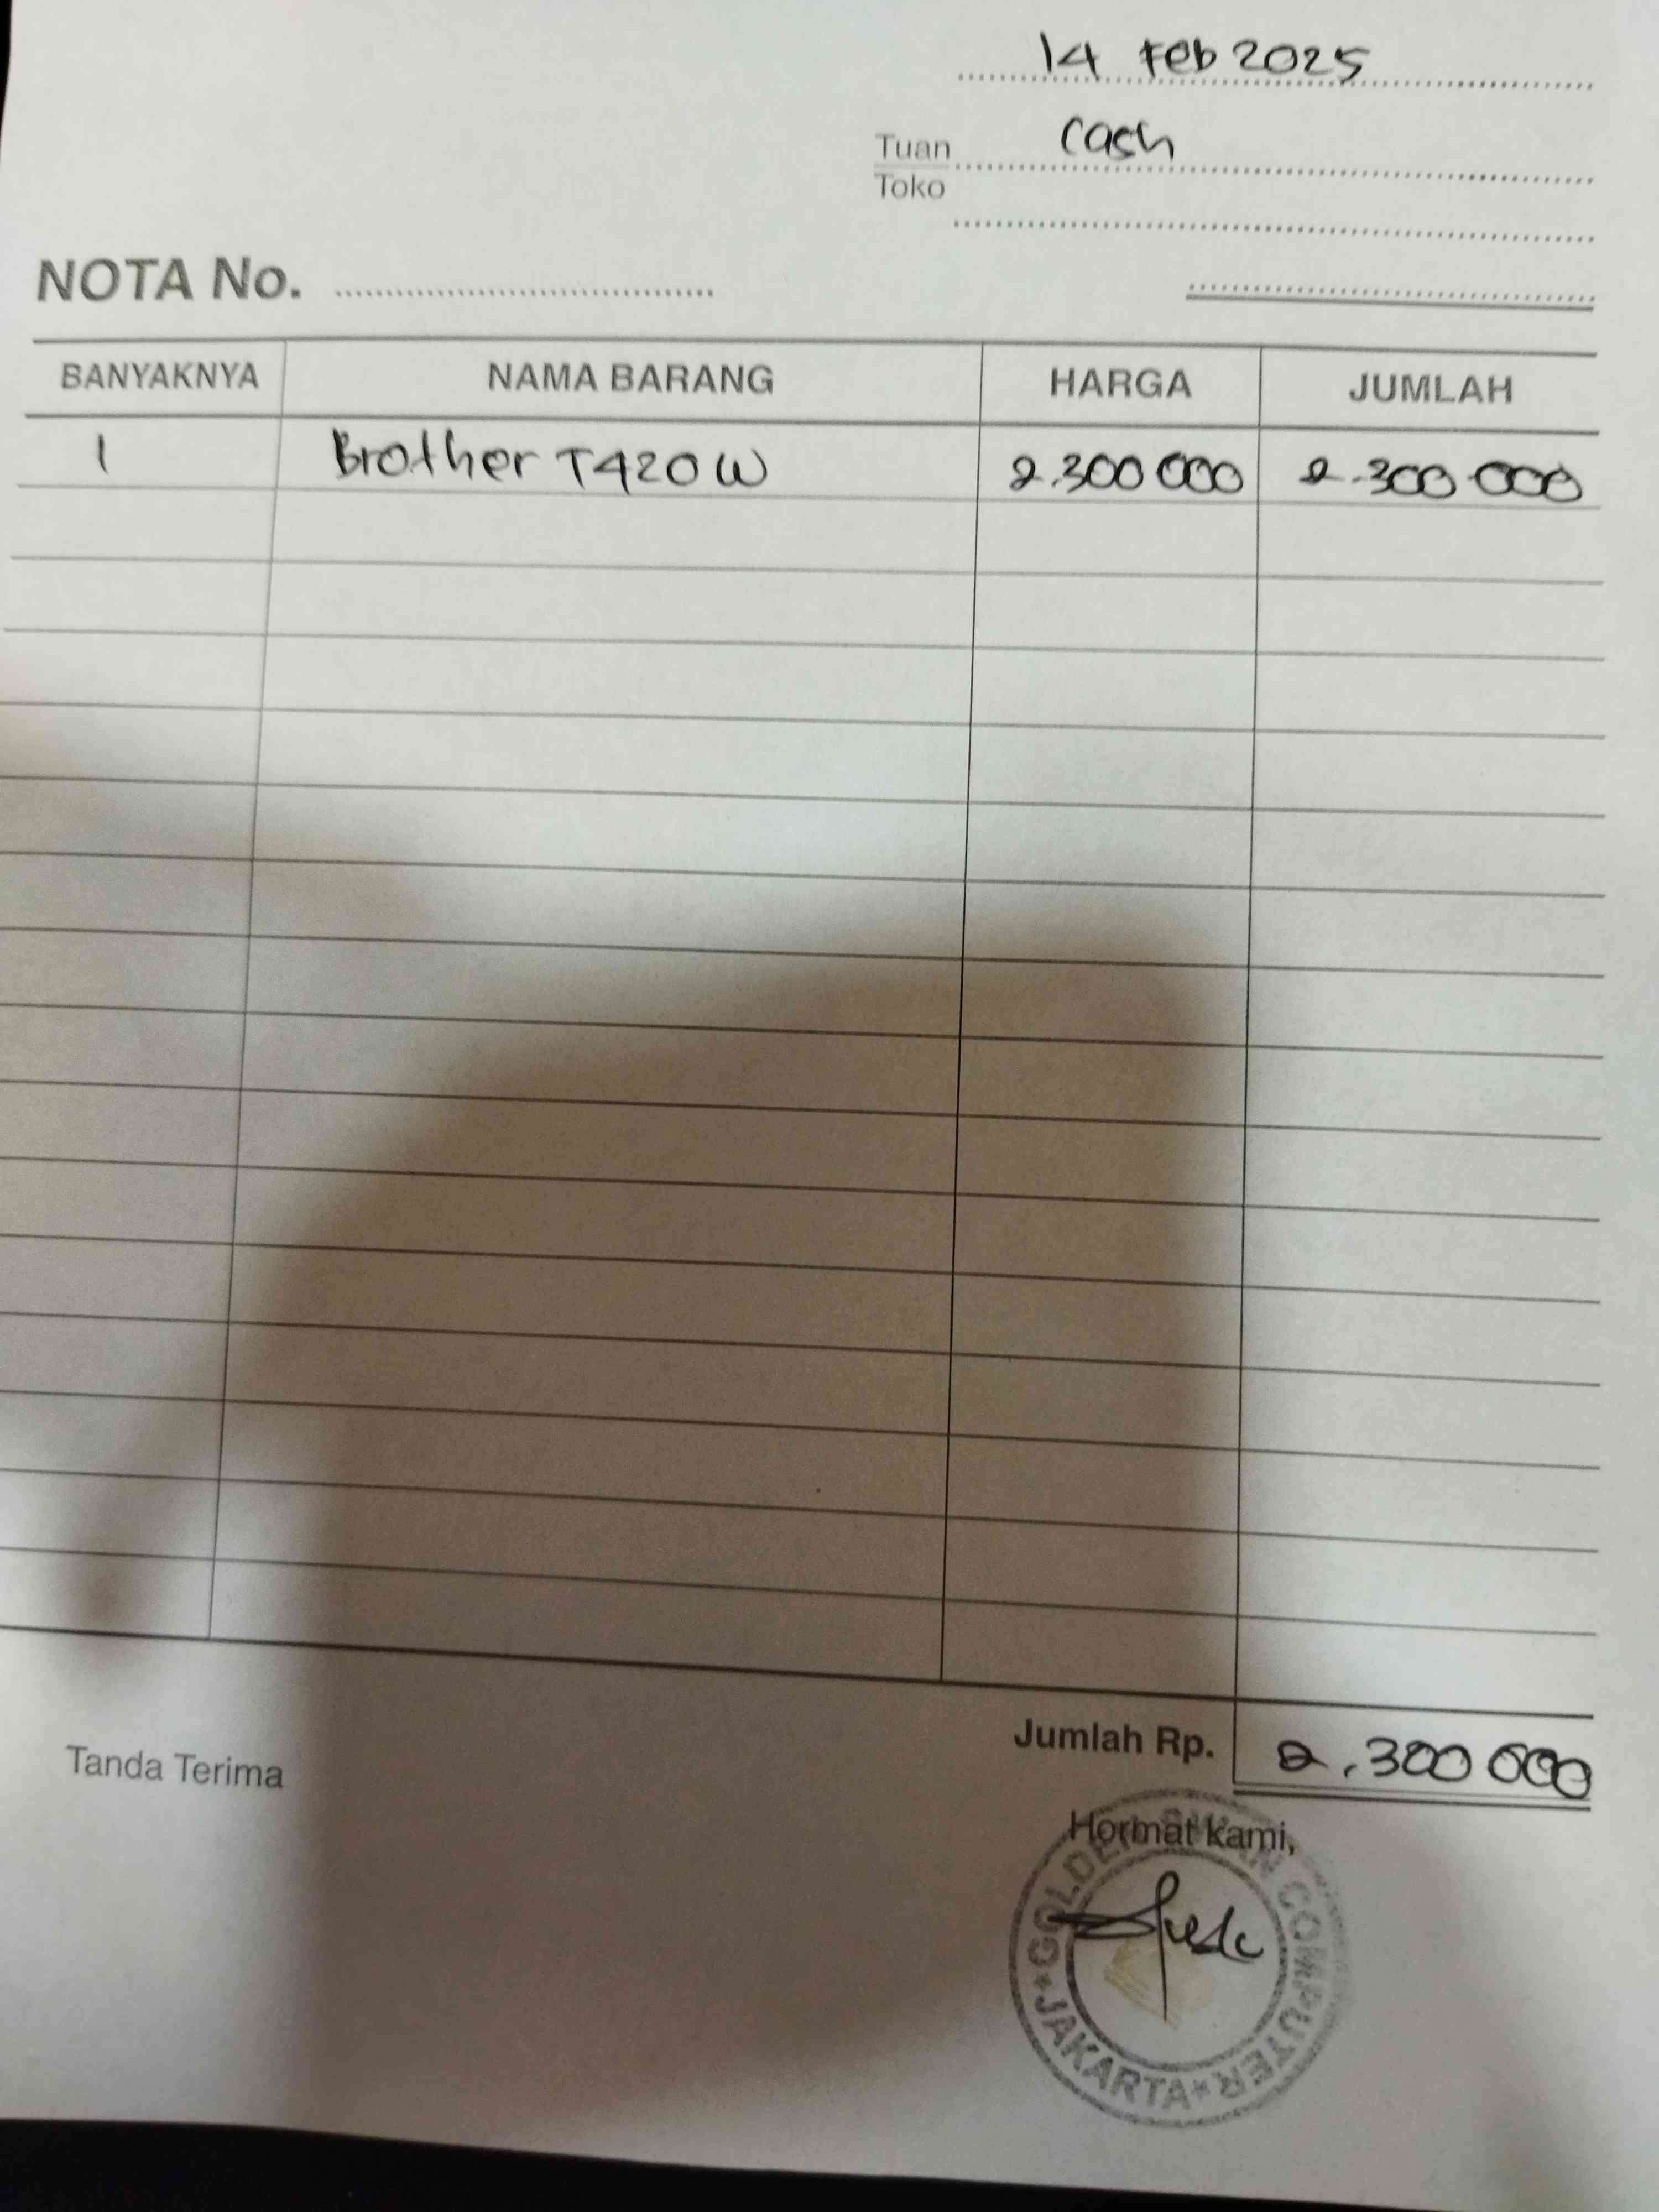 14 Feb 2025
Tuan cash
Toko
NOTA No.
BANYAKNYA NAMA BARANG HARGA JUMLAH
1 Brother T420W 2.300 000 2.300 000
Jumlah Rp. 2.300 000
Tanda Terima
Hormat kami,
GOLDEN COMPUTER
*JAKARTA*